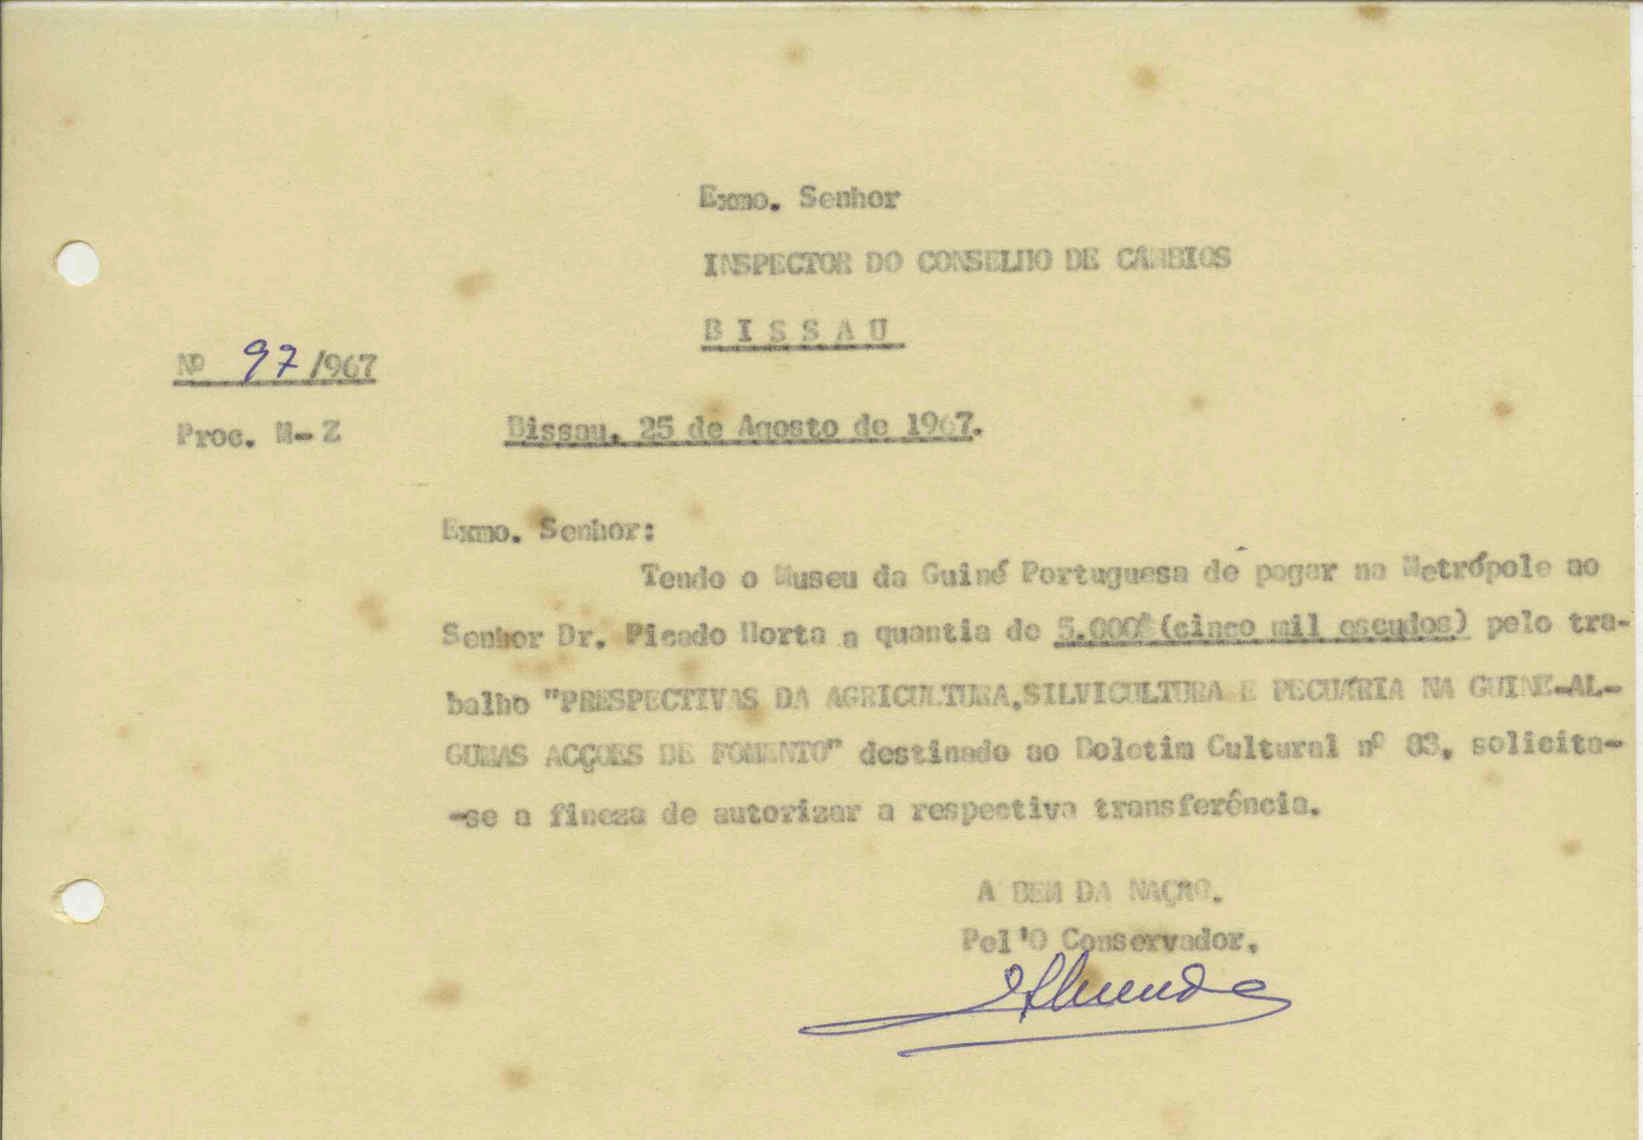 Exmo. Senhor
INSPECTOR DO CONSELHO DE CÂMBIOS
B I S S A U
Nº 97/967
Proc. M-Z
Bissau, 25 de Agosto de 1967.
Exmo. Senhor:
Tendo o Museu da Guiné Portuguesa de pagar na Metrópole ao
Senhor Dr. Picado Horta a quantia de 5.000$ (cinco mil escudos) pelo tra-
balho "PRESPECTIVAS DA AGRICULTURA,SILVICULTURA E PECUÁRIA NA GUINE-AL-
GUMAS ACÇOES DE FOMENTO" destinado ao Boletim Cultural nº 83, solicita-
-se a fineza de autorizar a respectiva transferência.
A BEM DA NAÇÃO.
Pel'O Conservador,